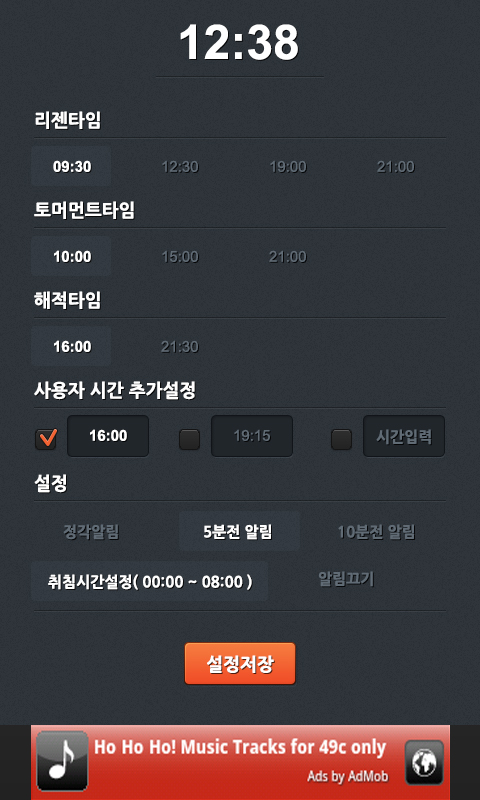 12:38
리젠타임
09:30 12:30 19:00 21:00
토머먼트타임
10:00 15:00 21:00
해적타임
16:00 21:30
사용자 시간 추가설정
16:00 19:15 시간입력
설정
정각알림 5분전 알림 10분전 알림
취침시간설정( 00:00 ~ 08:00 ) 알림끄기
설정저장
Ho Ho Ho! Music Tracks for 49c only
Ads by AdMob